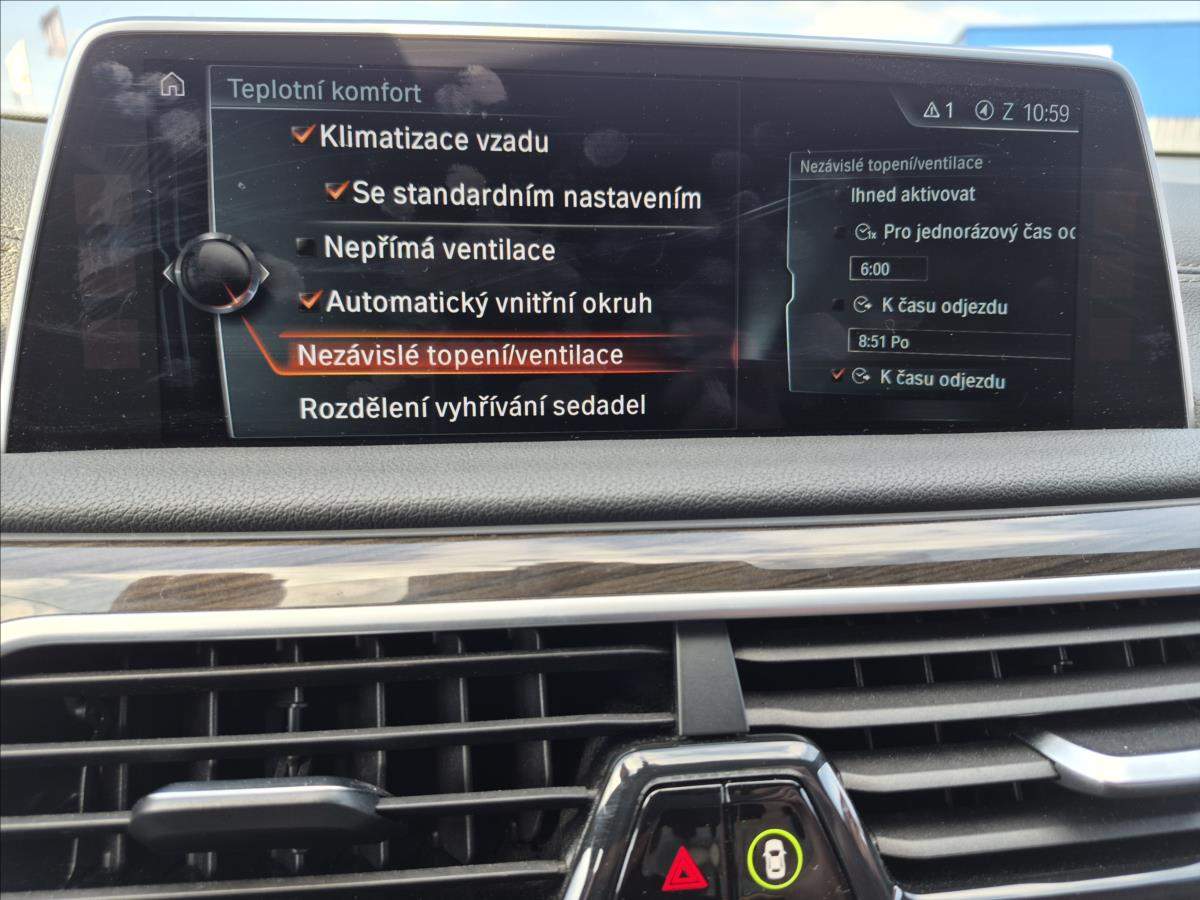 Teplotní komfort
Klimatizace vzadu
Se standardním nastavením
Nepřímá ventilace
Automatický vnitřní okruh
Nezávislé topení/ventilace
Rozdělení vyhřívání sedadel
1 Z 10:59
Nezávislé topení/ventilace
Ihned aktivovat
1x Pro jednorázový čas oc
6:00
K času odjezdu
8:51 Po
K času odjezdu